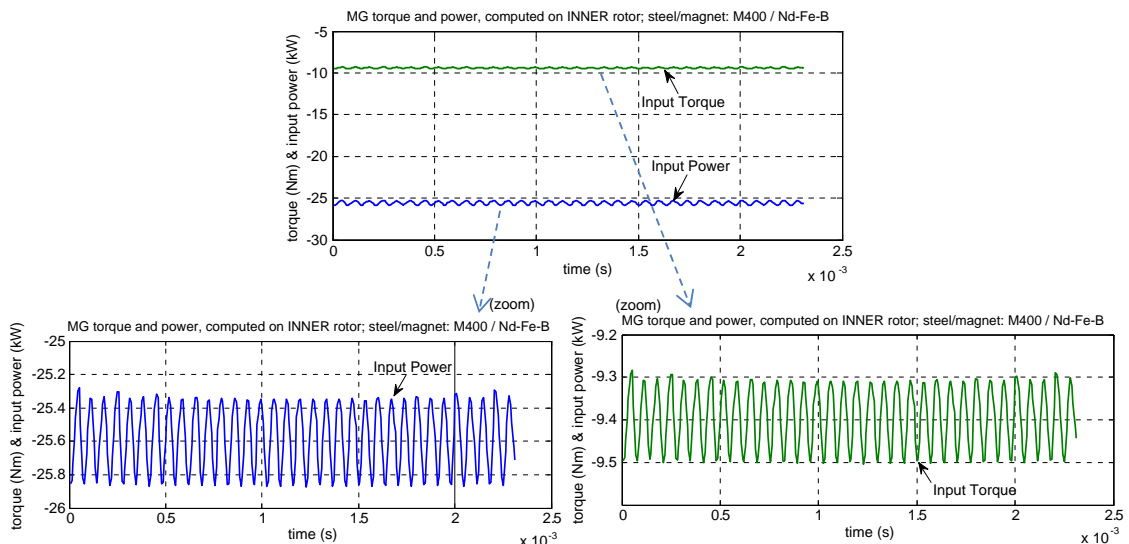 MG torque and power, computed on INNER rotor; steel/magnet: M400 / Nd-Fe-B
torque (Nm) & input power (kW)
-5
-10
-15
-20
-25
-30
Input Torque
Input Power
0
0.5
1
1.5
2
2.5
time (s)
x 10⁻³
(zoom)
(zoom)
MG torque and power, computed on INNER rotor; steel/magnet: M400 / Nd-Fe-B
torque (Nm) & input power (kW)
-25
-25.2
-25.4
-25.6
-25.8
-26
Input Power
0
0.5
1
1.5
2
2.5
time (s)
x 10⁻³
MG torque and power, computed on INNER rotor; steel/magnet: M400 / Nd-Fe-B
torque (Nm) & input power (kW)
-9.2
-9.3
-9.4
-9.5
Input Torque
0
0.5
1
1.5
2
2.5
time (s)
x 10⁻³